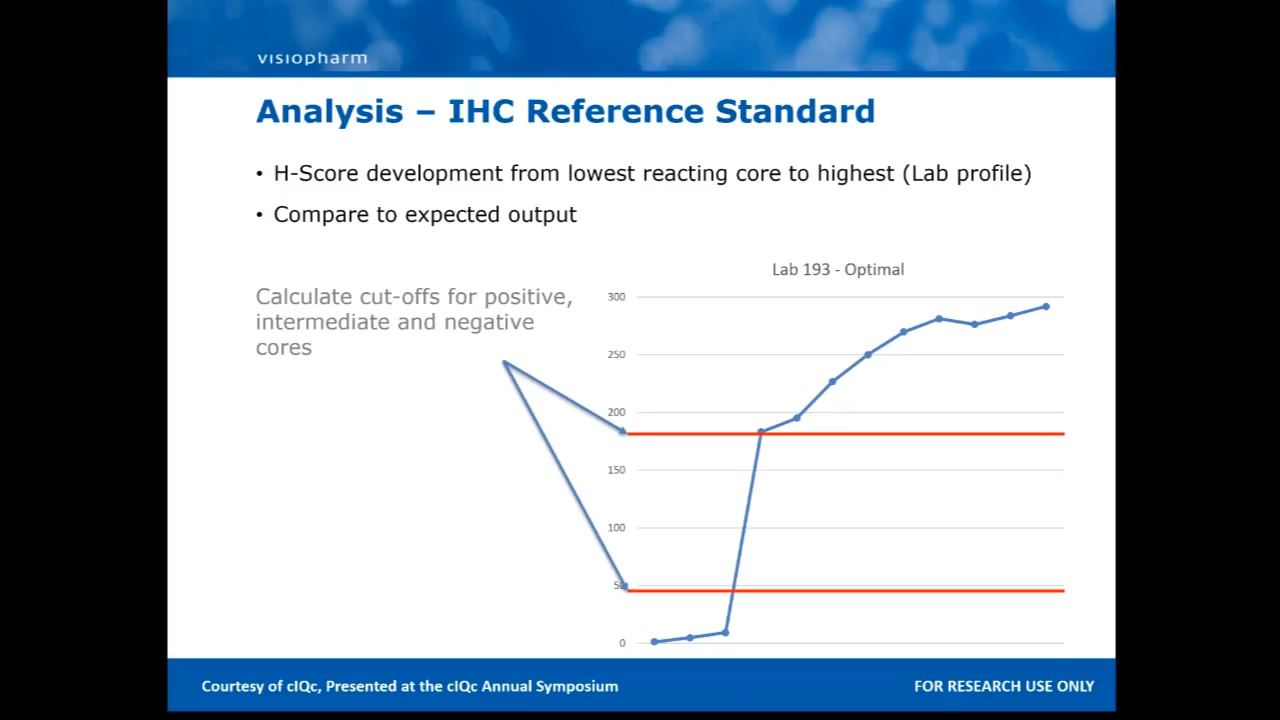 visiopharm
Analysis – IHC Reference Standard
• H-Score development from lowest reacting core to highest (Lab profile)
• Compare to expected output
Calculate cut-offs for positive,
intermediate and negative
cores
Lab 193 - Optimal
300
250
200
150
100
50
0
Courtesy of cIQc, Presented at the cIQc Annual Symposium
FOR RESEARCH USE ONLY